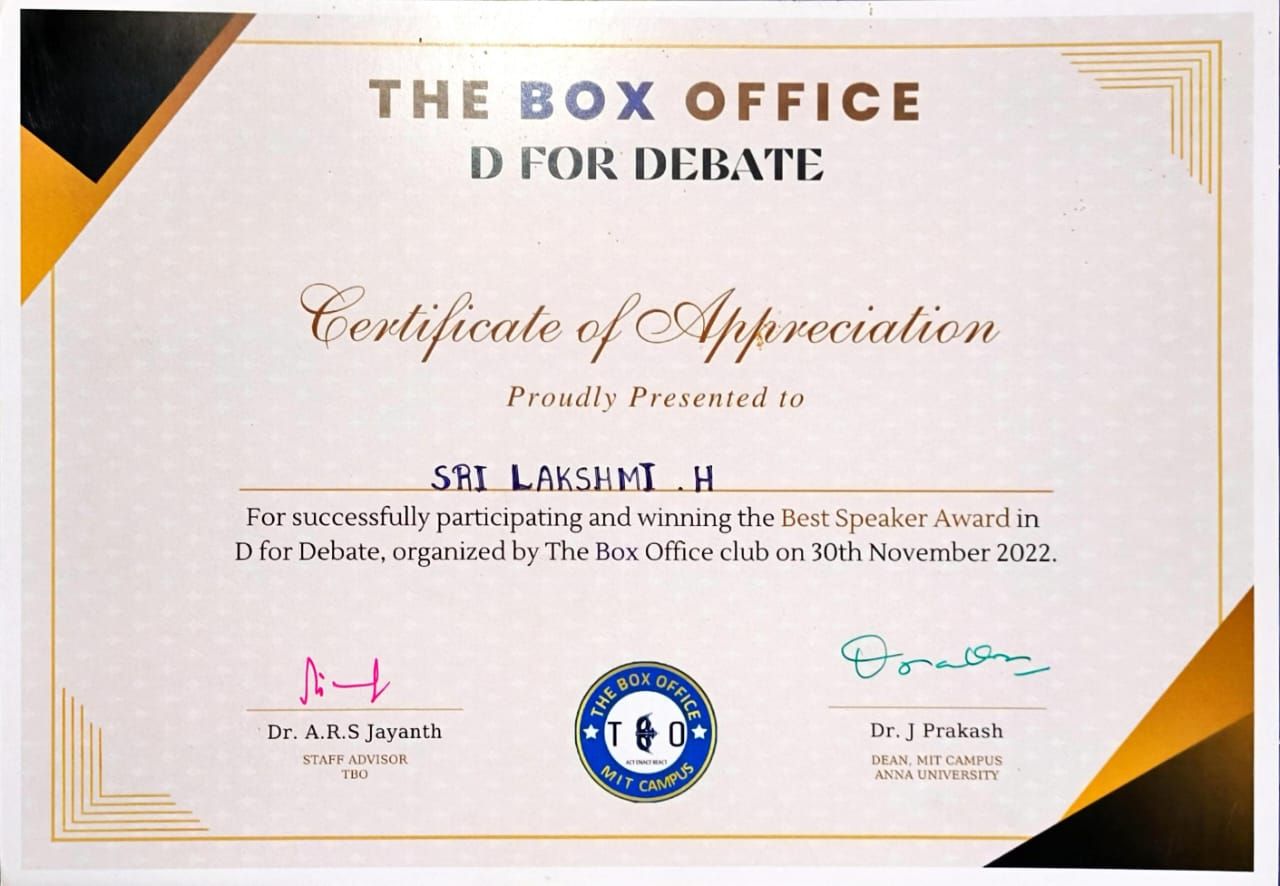 THE BOX OFFICE
D FOR DEBATE
Certificate of Appreciation
Proudly Presented to
SRI LAKSHMI . H
For successfully participating and winning the Best Speaker Award in
D for Debate, organized by The Box Office club on 30th November 2022.
Dr. A.R.S Jayanth
STAFF ADVISOR
TBO
THE BOX OFFICE
T B O
ACT ENACT REACT
MIT CAMPUS
Dr. J Prakash
DEAN, MIT CAMPUS
ANNA UNIVERSITY